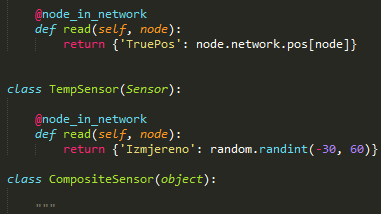 @node_in_network
def read(self, node):
return {'TruePos': node.network.pos[node]}
class TempSensor(Sensor):
@node_in_network
def read(self, node):
return {'Izmjereno': random.randint(-30, 60)}
class CompositeSensor(object):
"""